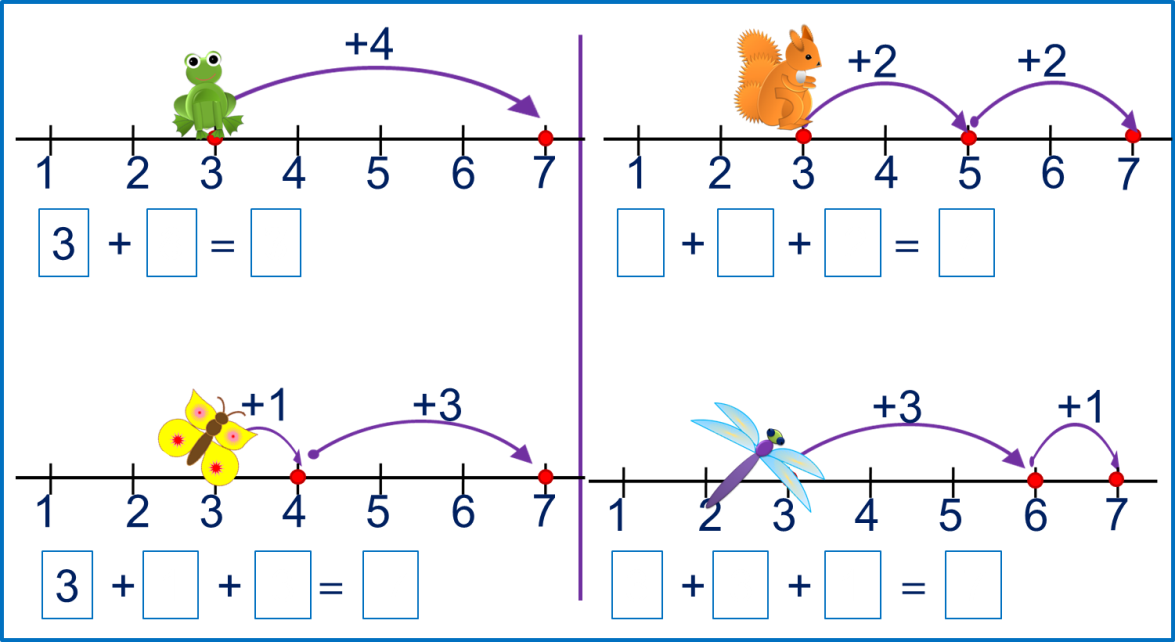 +4
1 2 3 4 5 6 7
3 + =
+2 +2
1 2 3 4 5 6 7
+ + =
+1 +3
1 2 3 4 5 6 7
3 + + =
+3 +1
1 2 3 4 5 6 7
+ + =